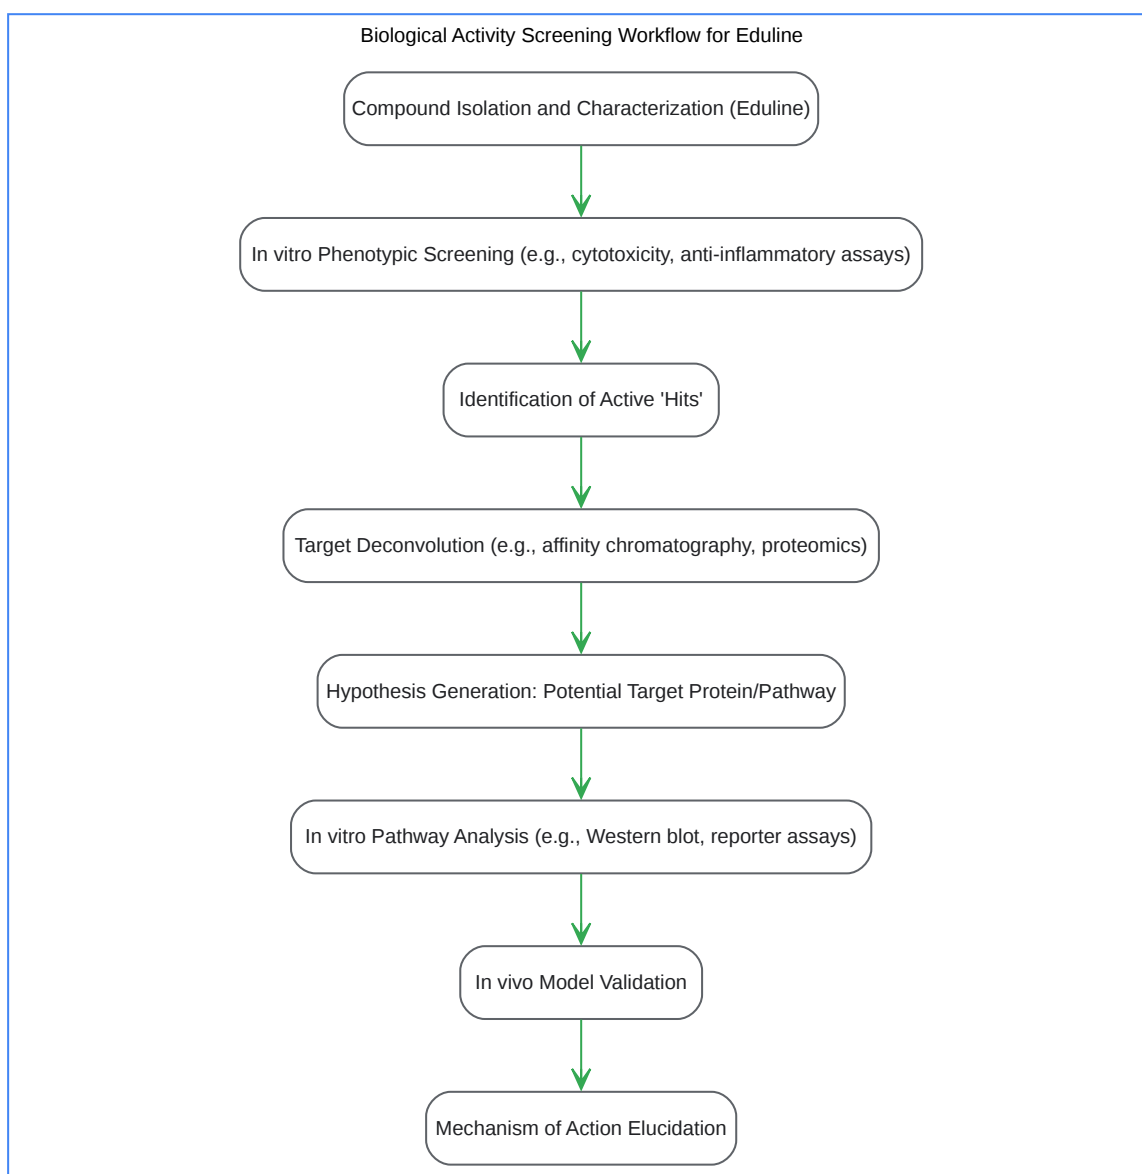 Biological Activity Screening Workflow for Eduline
Compound Isolation and Characterization (Eduline)
In vitro Phenotypic Screening (e.g., cytotoxicity, anti-inflammatory assays)
Identification of Active 'Hits'
Target Deconvolution (e.g., affinity chromatography, proteomics)
Hypothesis Generation: Potential Target Protein/Pathway
In vitro Pathway Analysis (e.g., Western blot, reporter assays)
In vivo Model Validation
Mechanism of Action Elucidation